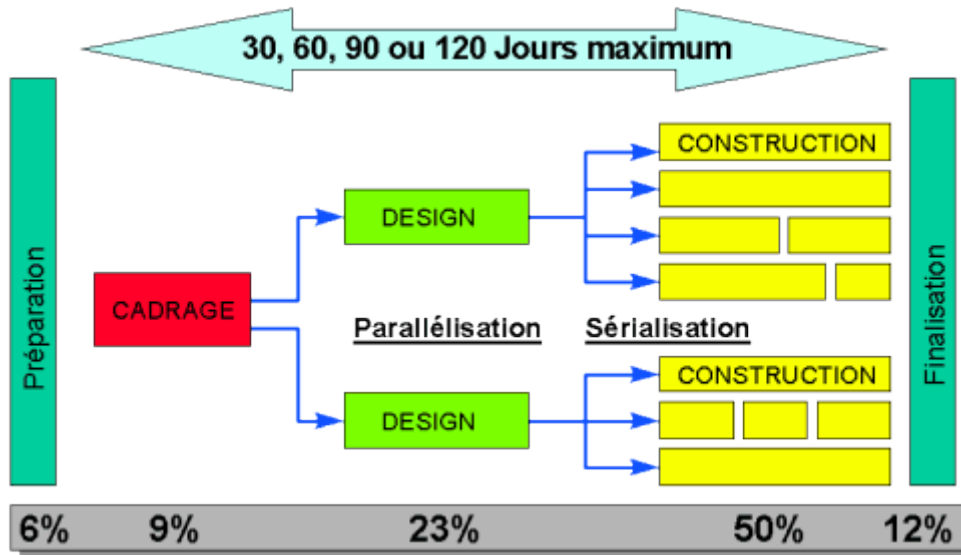 30, 60, 90 ou 120 Jours maximum
Préparation
CADRAGE
DESIGN
DESIGN
Parallélisation
Sérialisation
CONSTRUCTION
CONSTRUCTION
Finalisation
6% 9% 23% 50% 12%